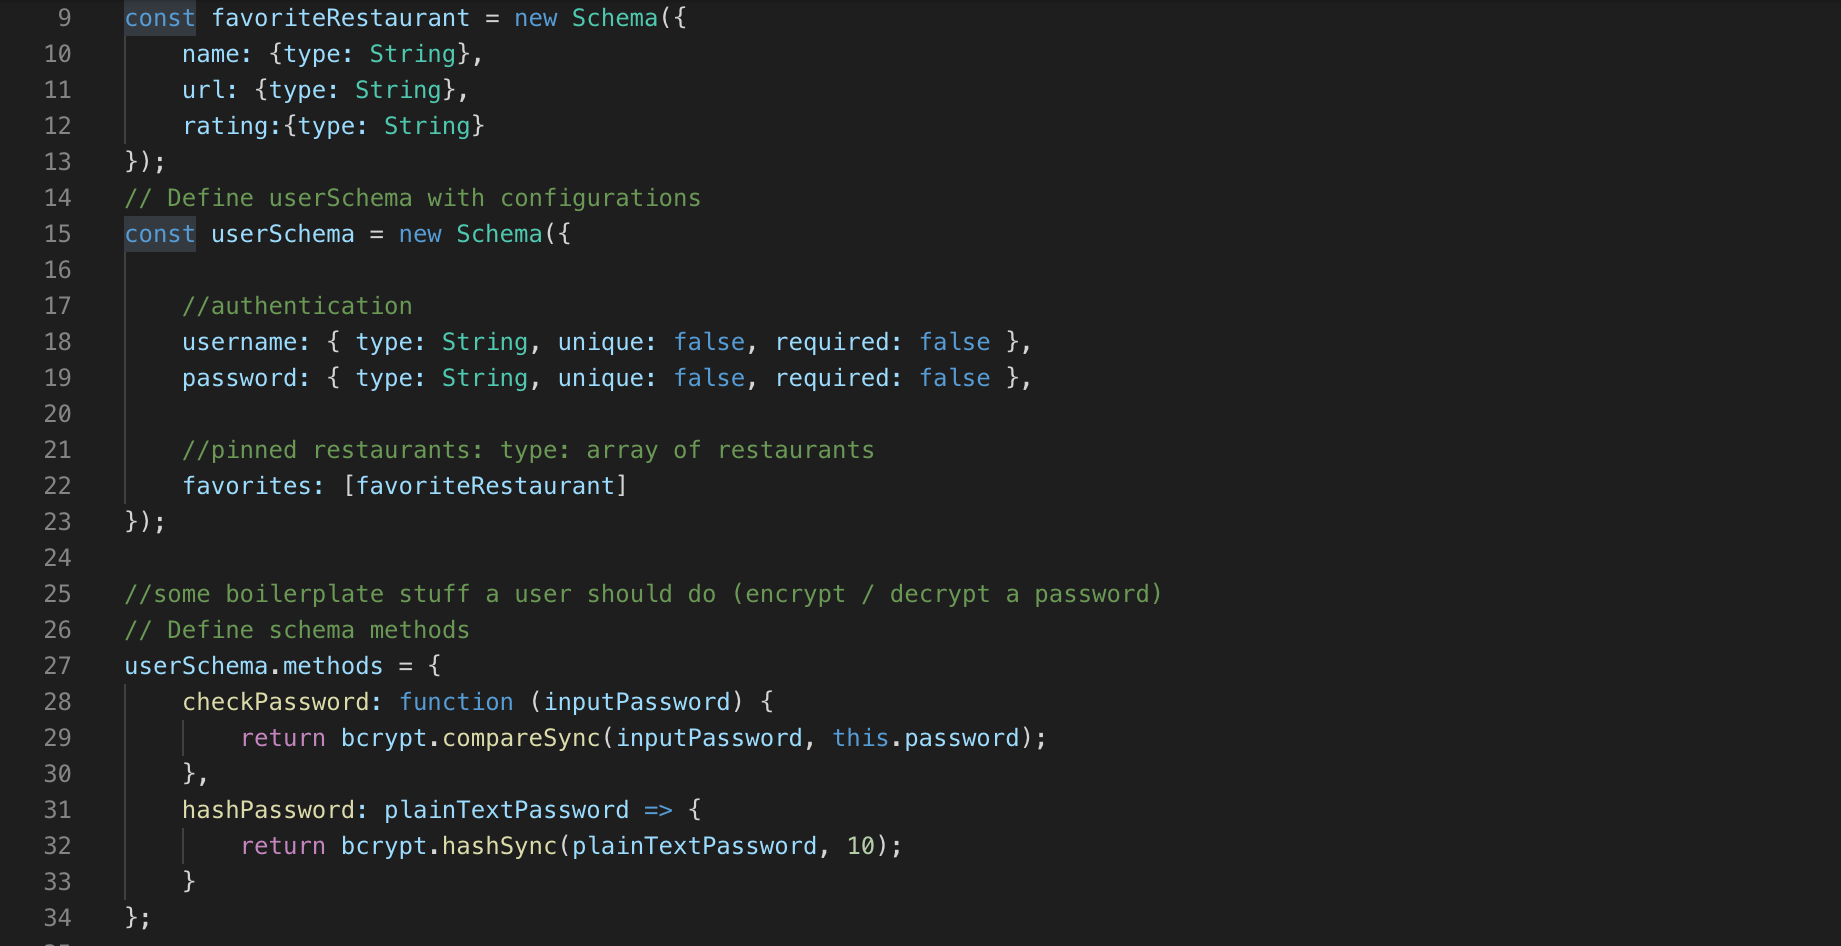 9 const favoriteRestaurant = new Schema({
10     name: {type: String},
11     url: {type: String},
12     rating:{type: String}
13 });
14 // Define userSchema with configurations
15 const userSchema = new Schema({
16
17     //authentication
18     username: { type: String, unique: false, required: false },
19     password: { type: String, unique: false, required: false },
20
21     //pinned restaurants: type: array of restaurants
22     favorites: [favoriteRestaurant]
23 });
24
25 //some boilerplate stuff a user should do (encrypt / decrypt a password)
26 // Define schema methods
27 userSchema.methods = {
28     checkPassword: function (inputPassword) {
29         return bcrypt.compareSync(inputPassword, this.password);
30     },
31     hashPassword: plainTextPassword => {
32         return bcrypt.hashSync(plainTextPassword, 10);
33     }
34 };